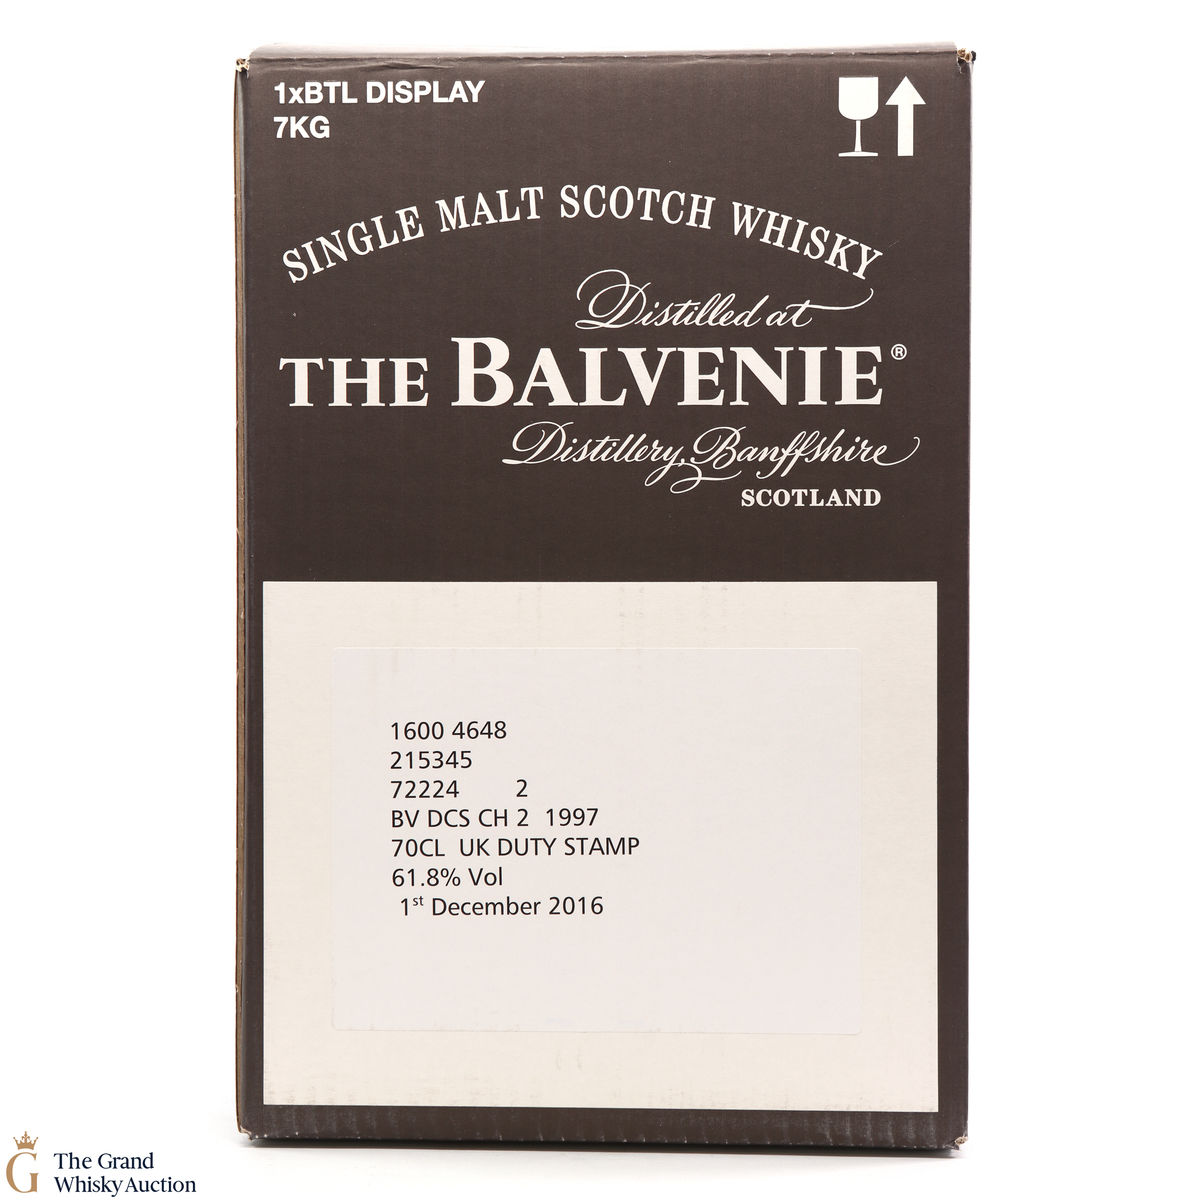 1xBTL DISPLAY
7KG
SINGLE MALT SCOTCH WHISKY
Distilled at
THE BALVENIE®
Distillery, Banffshire
SCOTLAND
1600 4648
215345
72224 2
BV DCS CH 2 1997
70CL UK DUTY STAMP
61.8% Vol
1st December 2016
G
The Grand
Whisky Auction